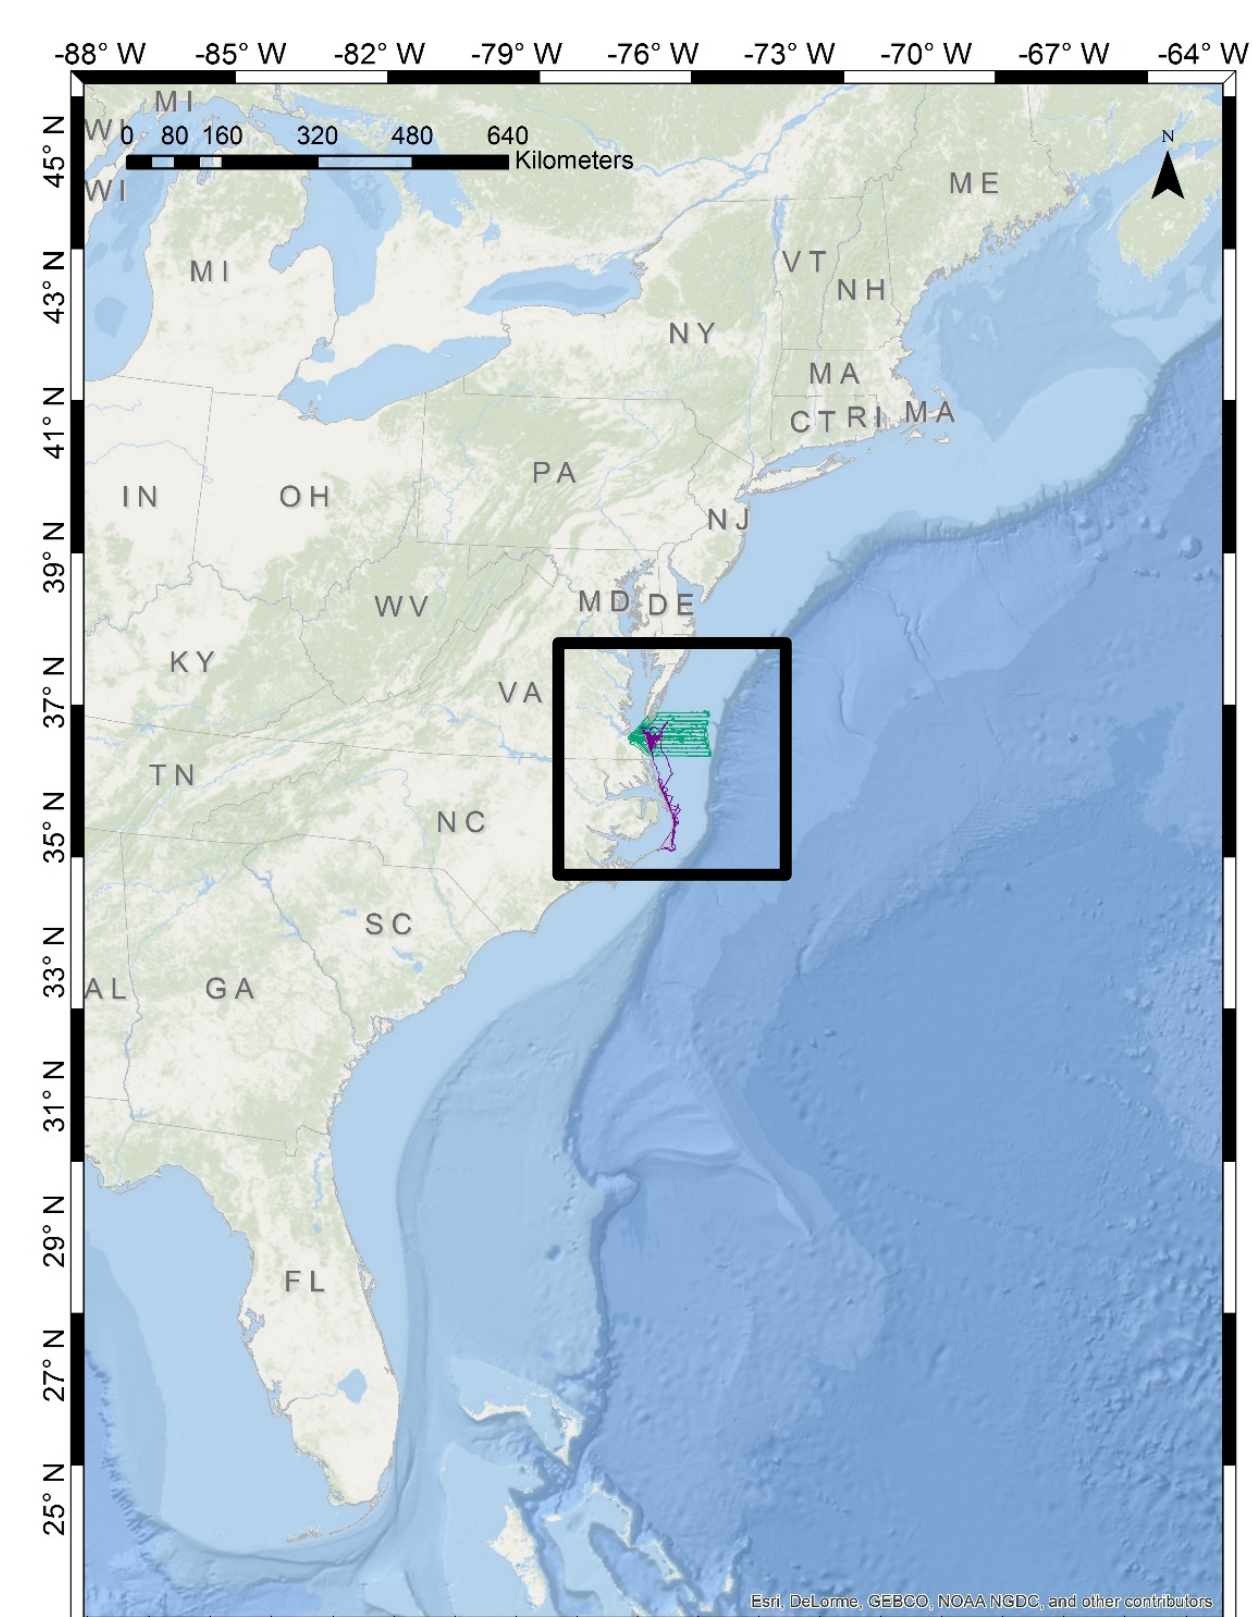 -88° W -85° W -82° W -79° W -76° W -73° W -70° W -67° W -64° W
MI
WI
0 80 160 320 480 640
Kilometers
N
45° N
WI
ME
VT
MI
43° N
NH
NY
MA
41° N
CT RI MA
PA
IN OH
NJ
39° N
MD DE
WV
KY
37° N
VA
TN
35° N
NC
SC
33° N
AL GA
31° N
29° N
FL
27° N
25° N
Esri, DeLorme, GEBCO, NOAA NGDC, and other contributors